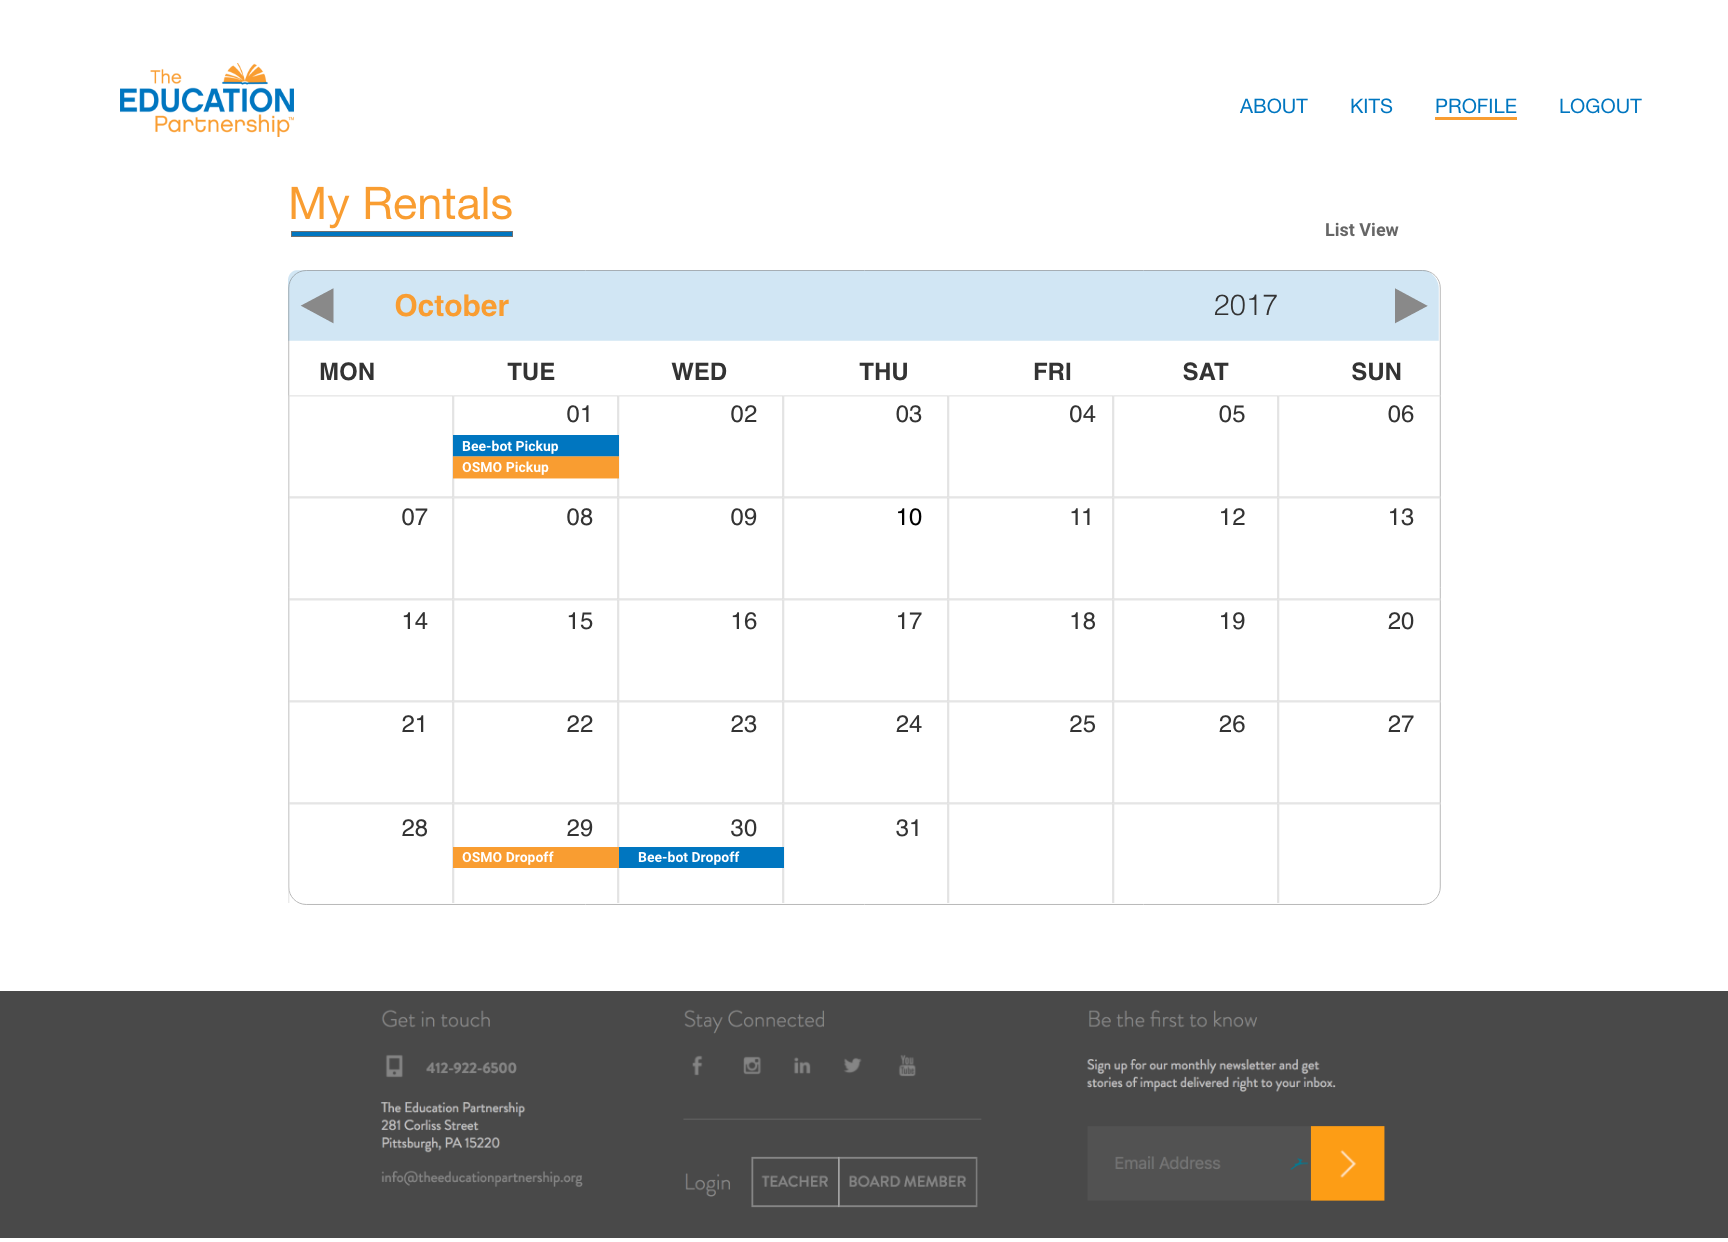 The
EDUCATION
Partnership™
ABOUT KITS PROFILE LOGOUT
My Rentals
List View
October 2017
MON TUE WED THU FRI SAT SUN
01 02 03 04 05 06
Bee-bot Pickup
OSMO Pickup
07 08 09 10 11 12 13
14 15 16 17 18 19 20
21 22 23 24 25 26 27
28 29 30 31
OSMO Dropoff Bee-bot Dropoff
Get in touch
412-922-6500
The Education Partnership
281 Corliss Street
Pittsburgh, PA 15220
info@theeducationpartnership.org
Stay Connected
You
Tube
Login TEACHER BOARD MEMBER
Be the first to know
Sign up for our monthly newsletter and get
stories of impact delivered right to your inbox.
Email Address